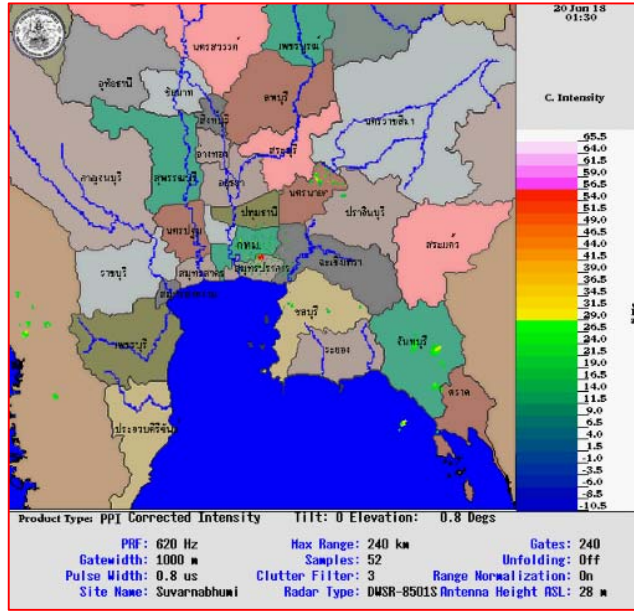 20 Jun 18
01:30
C. Intensity
65.5
64.0
61.5
59.0
56.5
54.0
51.5
49.0
46.5
44.0
41.5
39.0
36.5
34.0
31.5
29.0
26.5
24.0
21.5
19.0
16.5
14.0
11.5
9.0
6.5
4.0
1.5
-1.0
-3.5
-6.0
-8.5
-10.5
นครสวรรค์
เพชรบูรณ์
อุทัยธานี
ชัยนาท
ลพบุรี
สิงห์บุรี
นครราชสีมา
อ่างทอง
สระบุรี
กาญจนบุรี
สุพรรณบุรี
อยุธยา
นครนายก
ปราจีนบุรี
ปทุมธานี
นครปฐม
กทม.
สระแก้ว
ราชบุรี
สมุทรสาคร
สมุทรปราการ
ฉะเชิงเทรา
ชลบุรี
เพชรบุรี
ระยอง
จันทบุรี
ตราด
ประจวบคีรีขันธ์
Product Type: PPI Corrected Intensity Tilt: 0 Elevation: 0.8 Degs
PRF: 620 Hz Max Range: 240 km Gates: 240
Gatewidth: 1000 m Samples: 52 Unfolding: Off
Pulse Width: 0.8 us Clutter Filter: 3 Range Normalization: On
Site Name: Suvarnabhumi Radar Type: DWSR-8501S Antenna Height ASL: 28 m